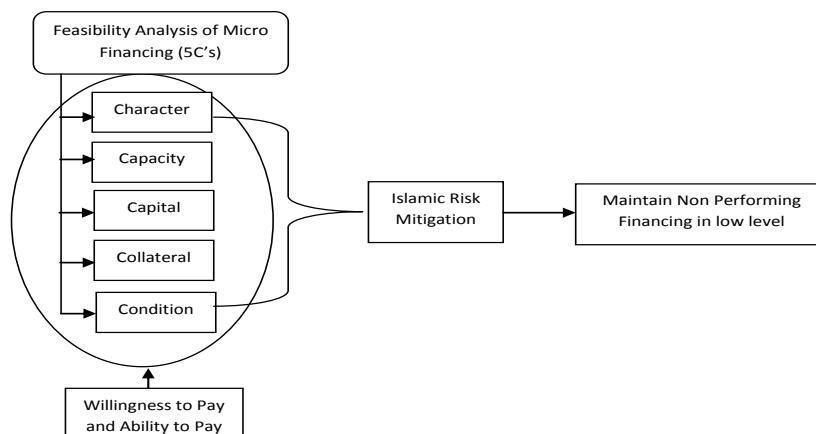 Feasibility Analysis of Micro
Financing (5C’s)
Character
Capacity
Capital
Collateral
Condition
Willingness to Pay
and Ability to Pay
Islamic Risk
Mitigation
Maintain Non Performing
Financing in low level